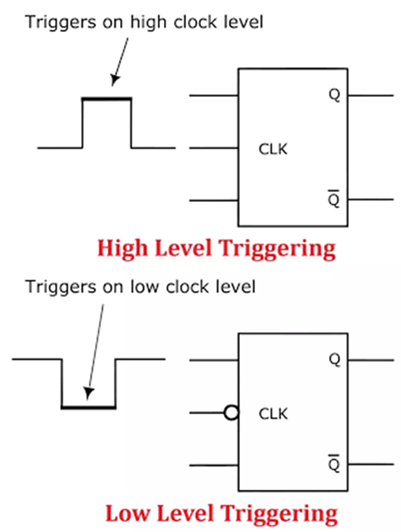 Triggers on high clock level
Q
CLK
Q̅
High Level Triggering
Triggers on low clock level
Q
CLK
Q̅
Low Level Triggering